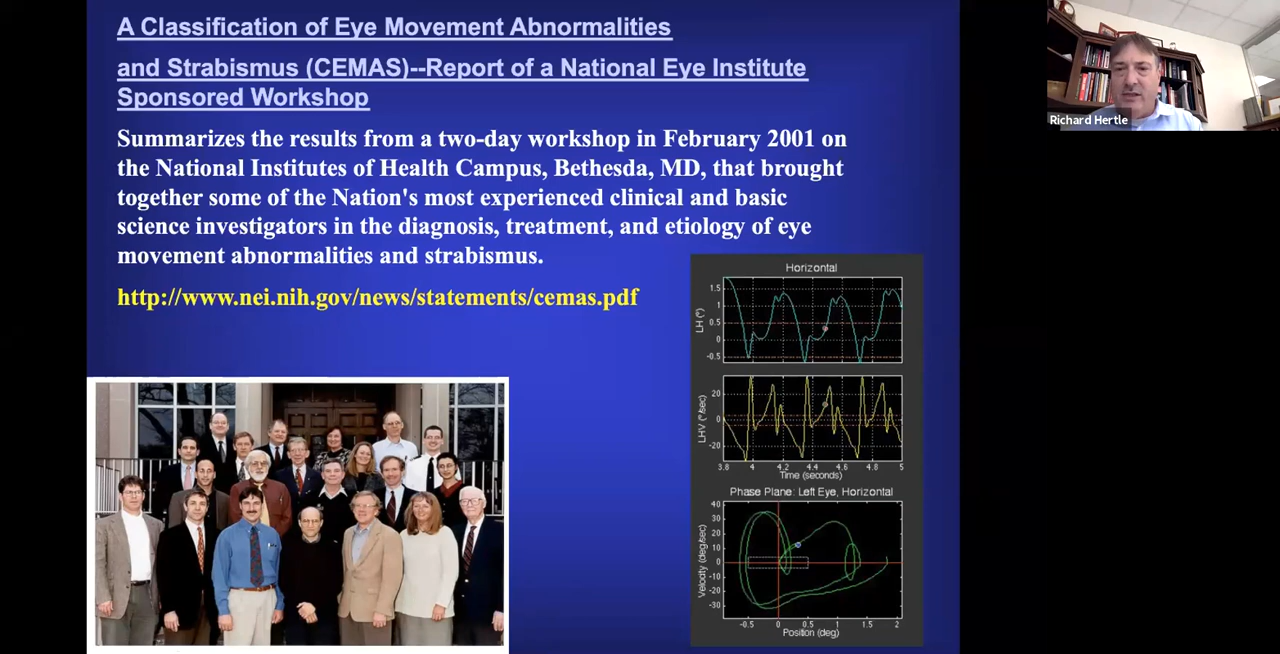 A Classification of Eye Movement Abnormalities
and Strabismus (CEMAS)--Report of a National Eye Institute
Sponsored Workshop
Summarizes the results from a two-day workshop in February 2001 on
the National Institutes of Health Campus, Bethesda, MD, that brought
together some of the Nation's most experienced clinical and basic
science investigators in the diagnosis, treatment, and etiology of eye
movement abnormalities and strabismus.
http://www.nei.nih.gov/news/statements/cemas.pdf
Richard Hertle
Horizontal
LH (°)
1.5
1
0.5
0
-0.5
LHV (°/sec)
20
0
-20
3.8 4 4.2 4.4 4.6 4.8 5
Time (seconds)
Phase Plane: Left Eye, Horizontal
Velocity (deg/sec)
40
30
20
10
0
-10
-20
-30
-0.5 0 0.5 1 1.5 2
Position (deg)